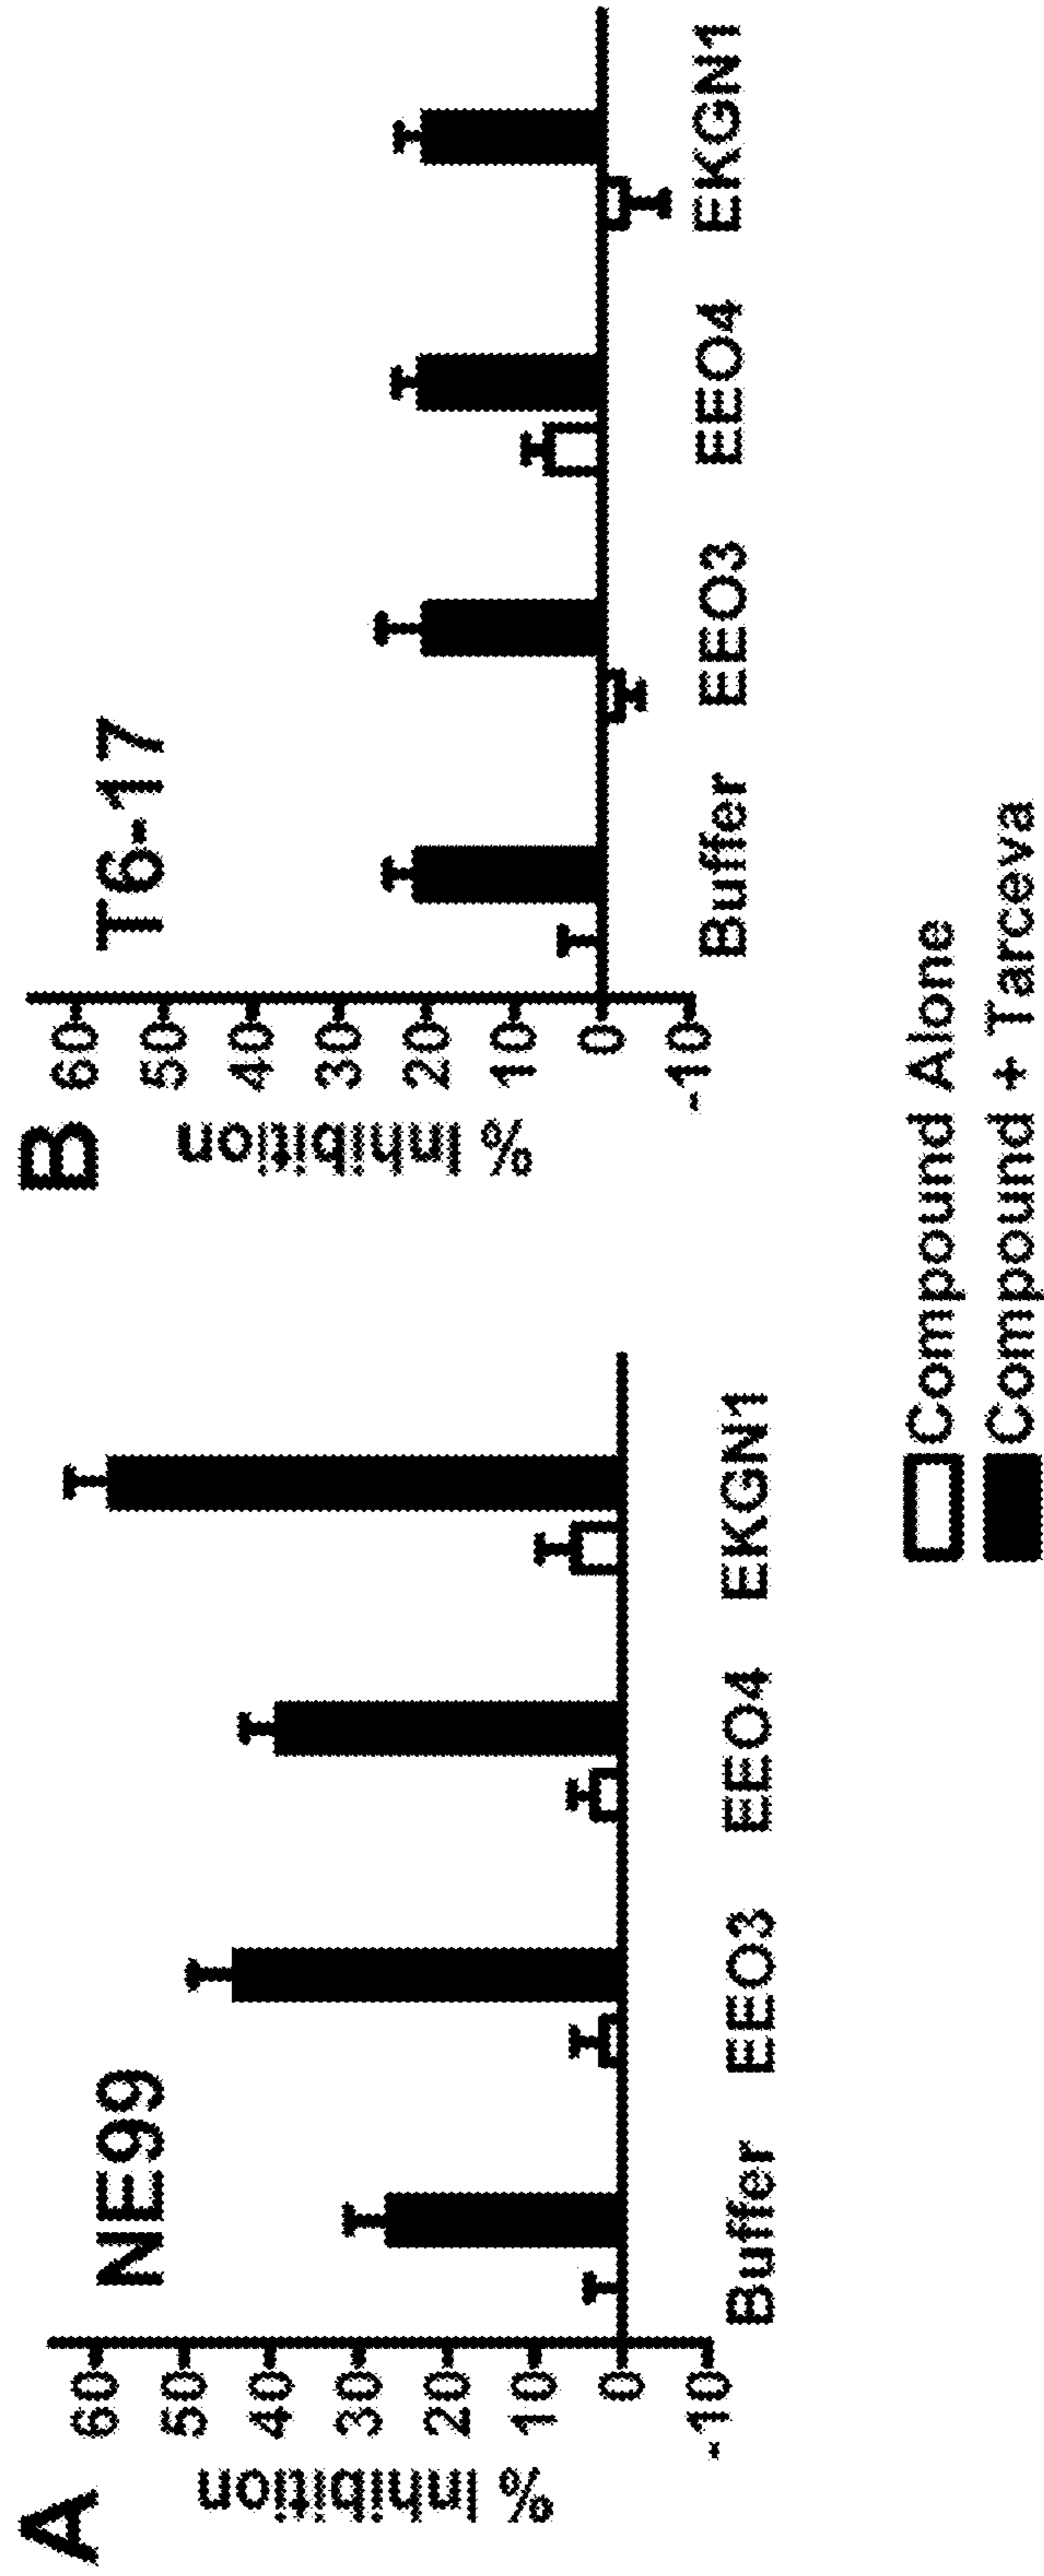 A
NE99
% Inhibition
60
50
40
30
20
10
0
-10
Buffer EEO3 EEO4 EKGN1
B
T6-17
% Inhibition
60
50
40
30
20
10
0
-10
Buffer EEO3 EEO4 EKGN1
Compound Alone
Compound + Tarceva